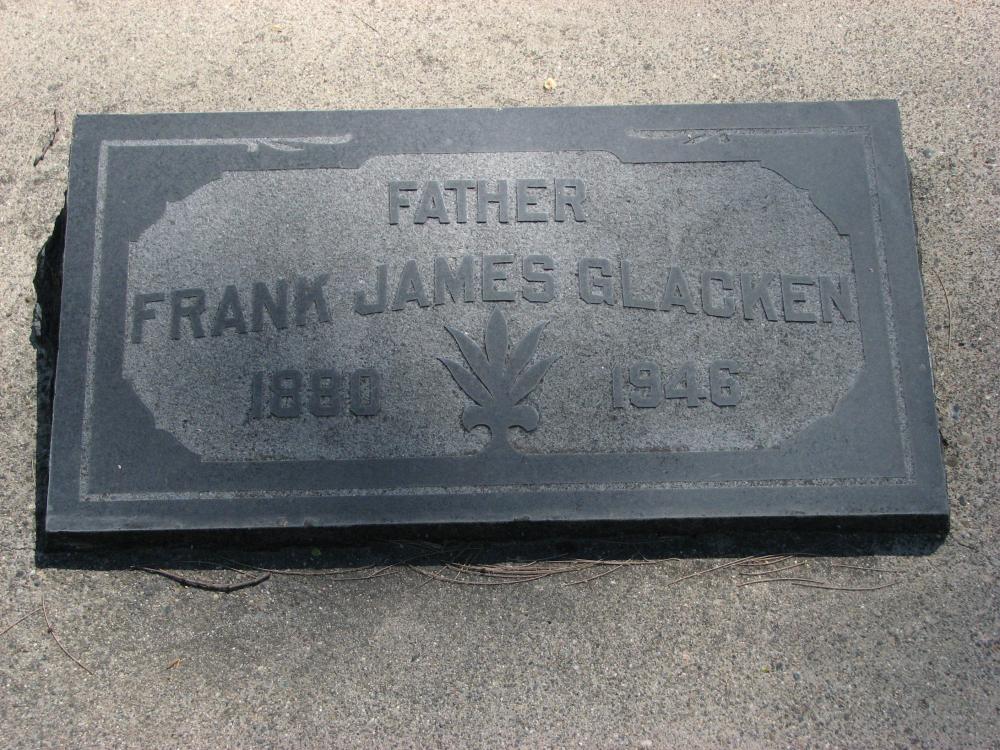 FATHER
FRANK JAMES GLACKEN
1880 1946